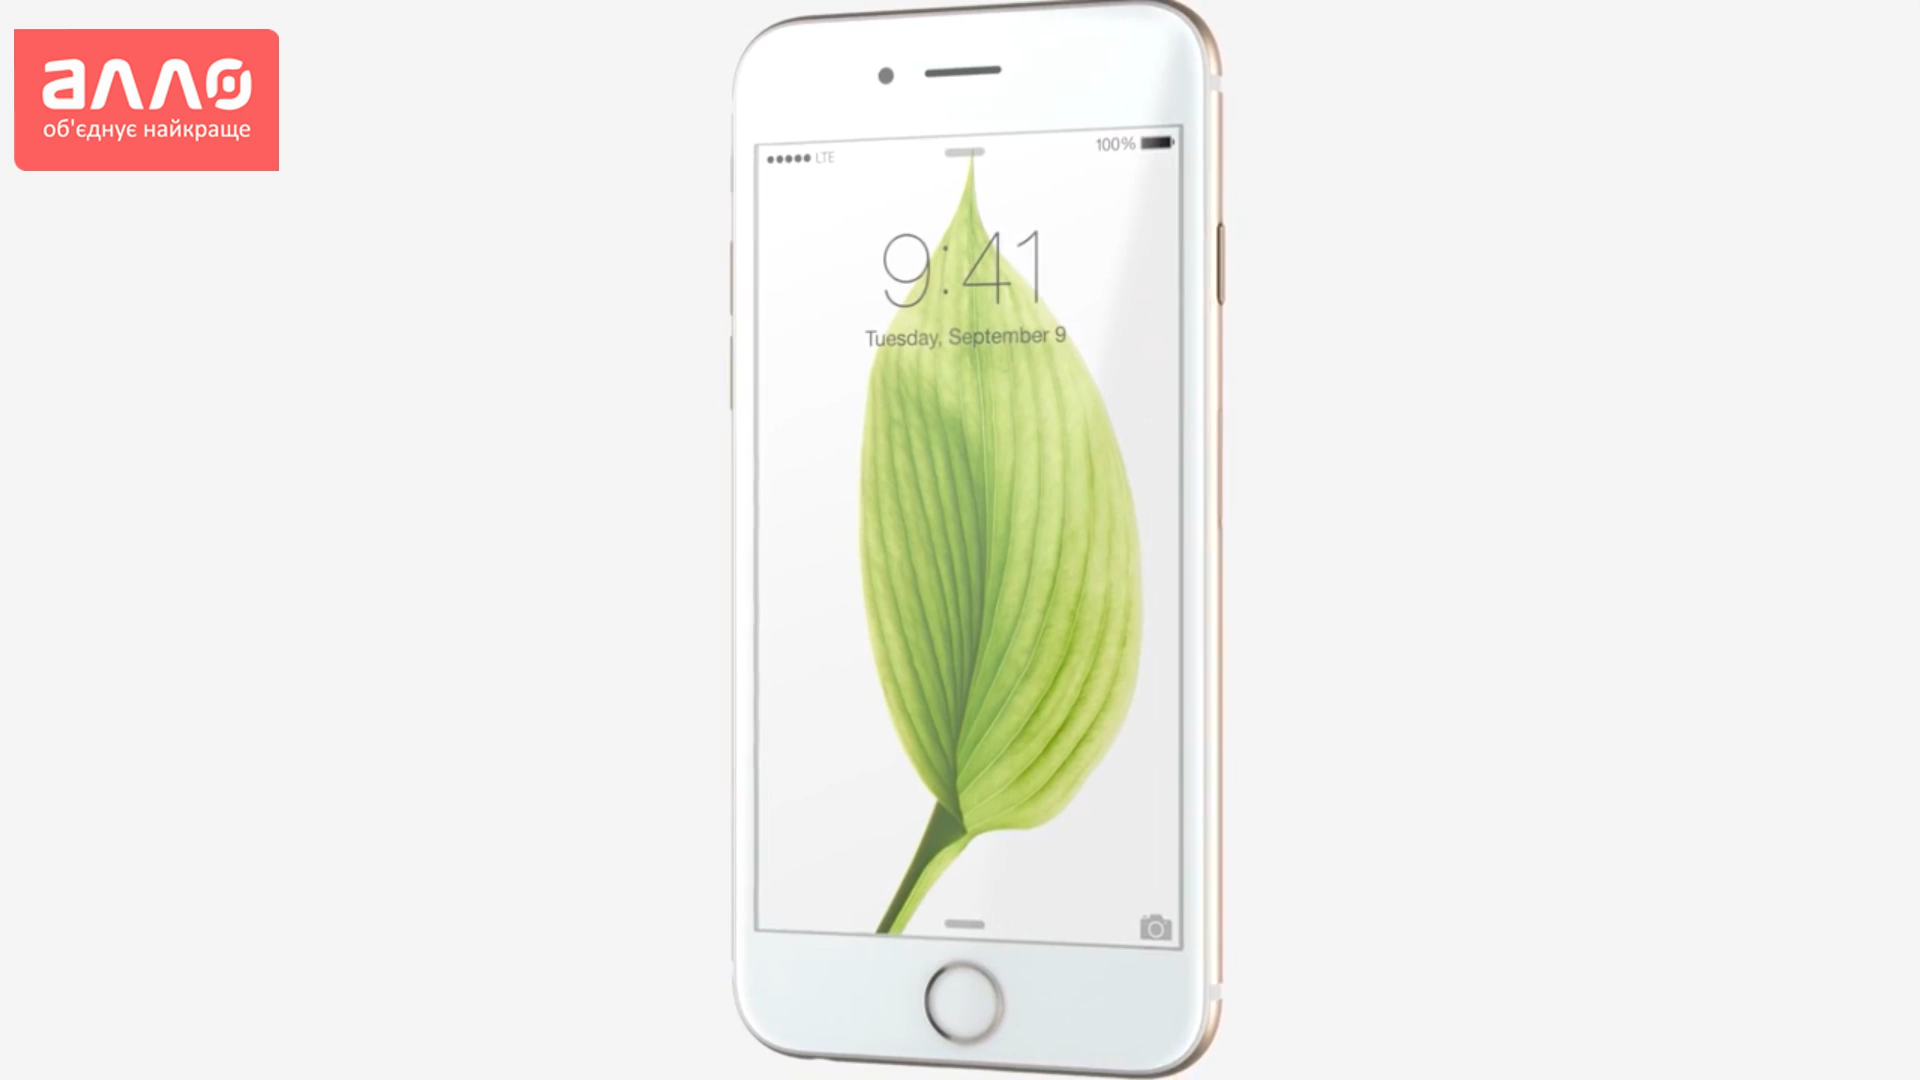 алло
об'єднує найкраще
LTE
100%
9:41
Tuesday, September 9